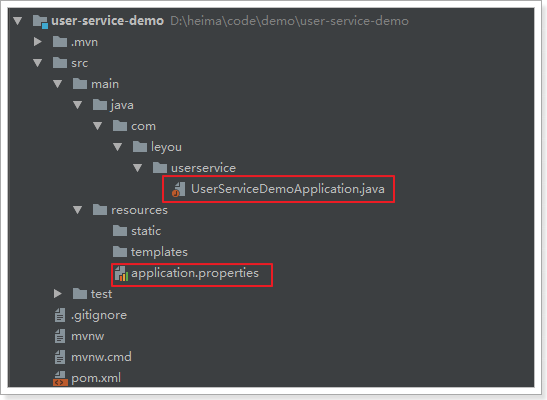 user-service-demo D:\heima\code\demo\user-service-demo
.mvn
src
main
java
com
leyou
userservice
UserServiceDemoApplication.java
resources
static
templates
application.properties
test
.gitignore
mvnw
mvnw.cmd
pom.xml